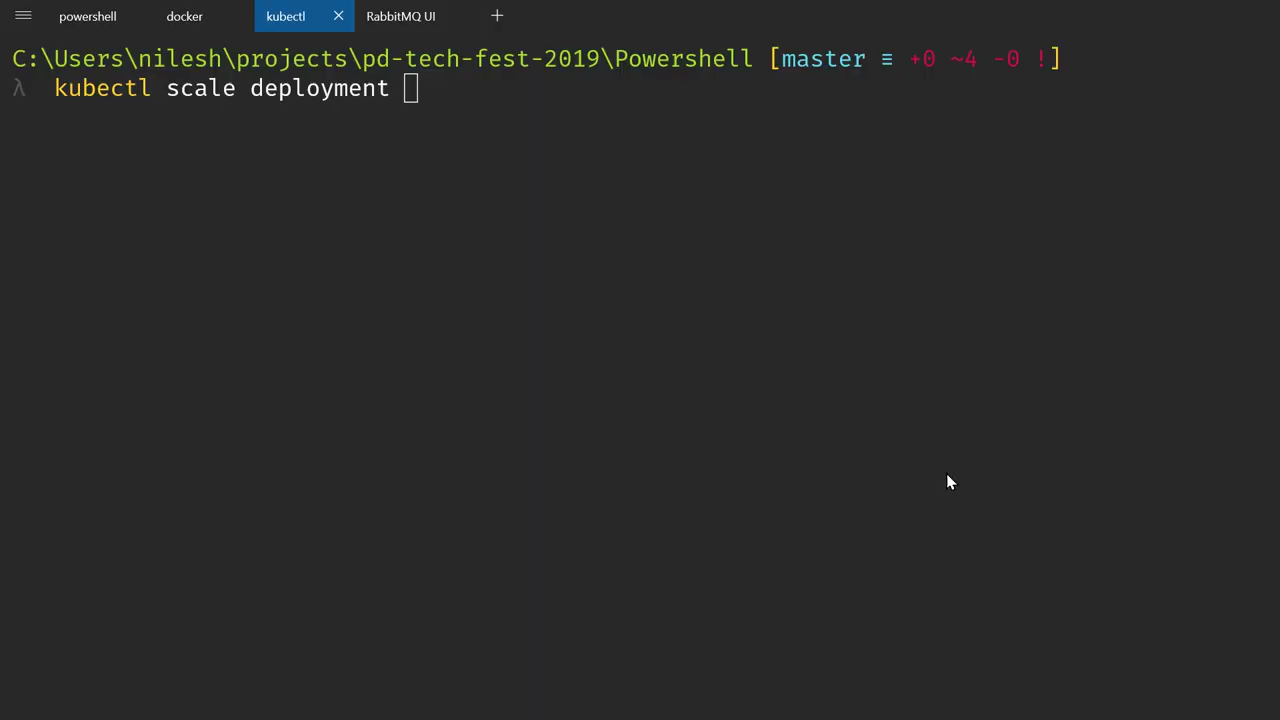 powershell docker kubectl RabbitMQ UI
C:\Users\nilesh\projects\pd-tech-fest-2019\Powershell [master ≡ +0 ~4 -0 !]
λ kubectl scale deployment